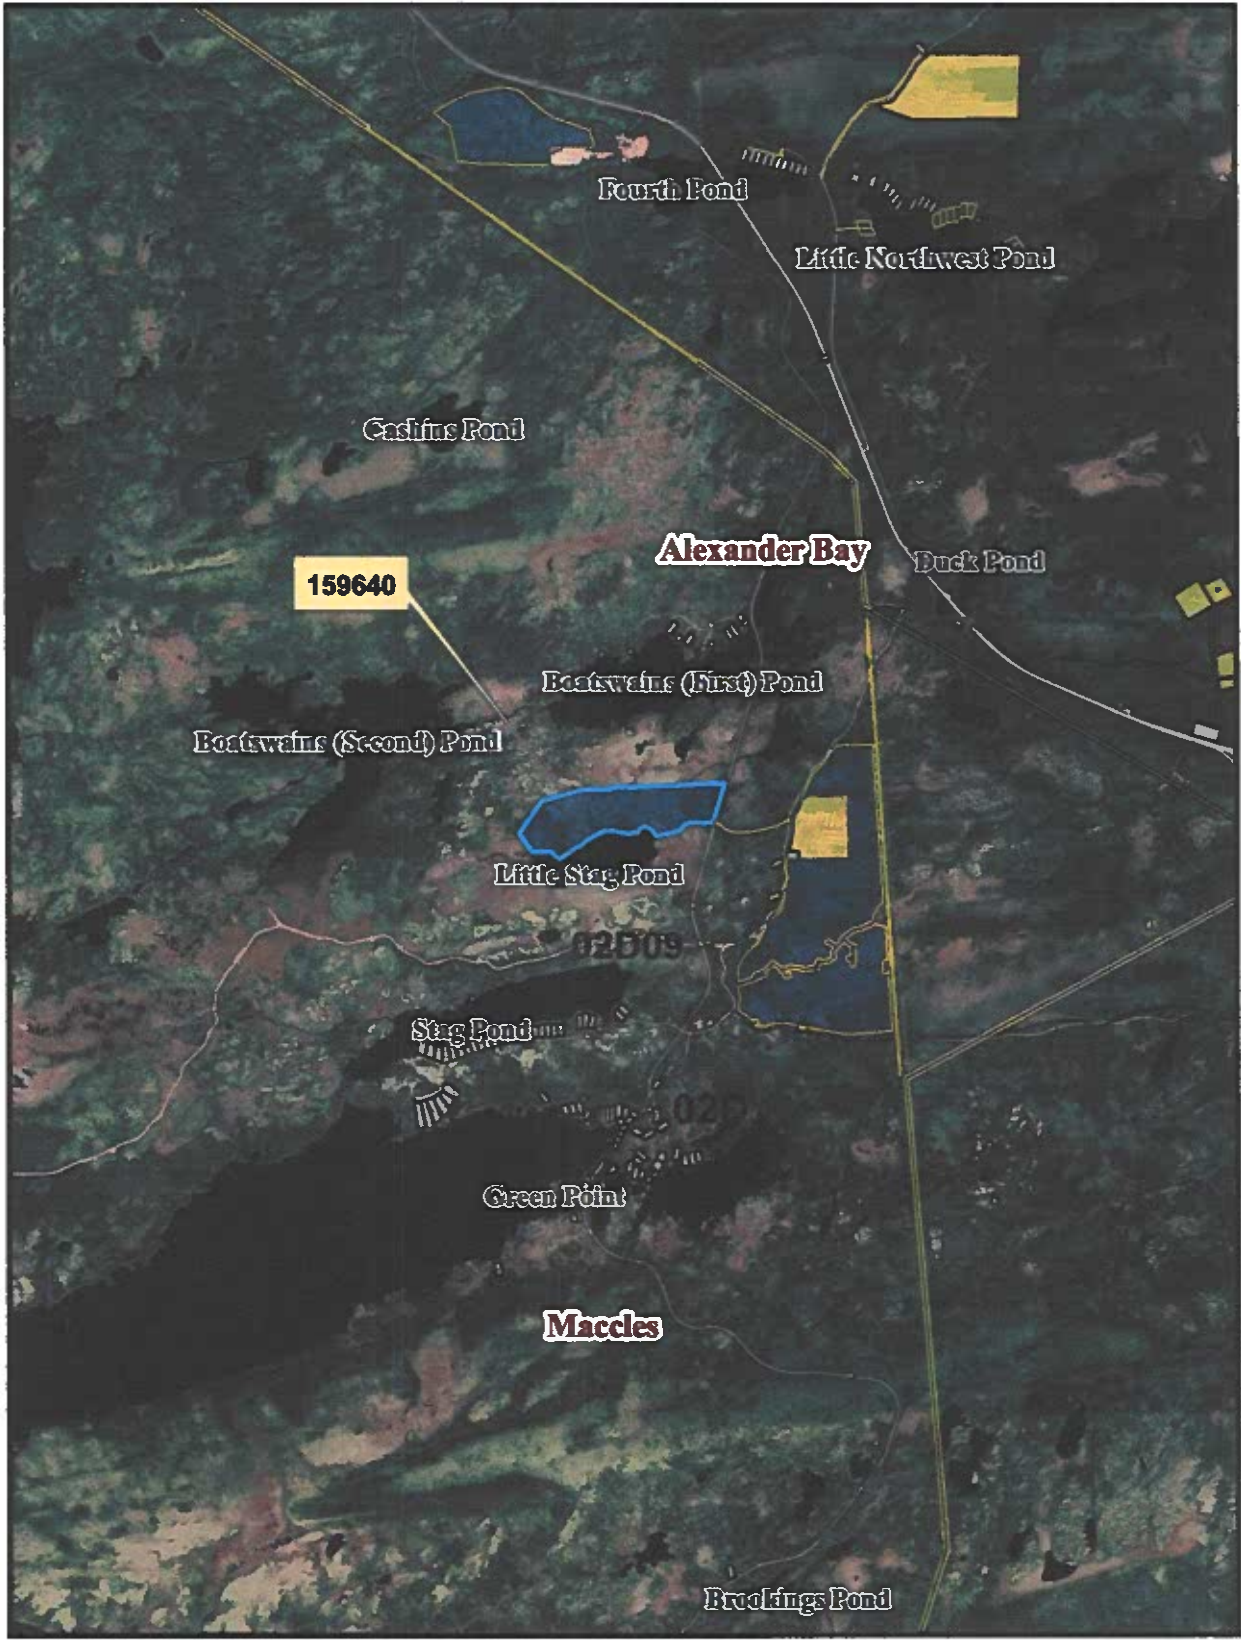 Fourth Pond
Little Northwest Pond
Cashins Pond
Alexander Bay
Duck Pond
159640
Boatswains (First) Pond
Boatswains (Second) Pond
Little Stag Pond
02D09
Stag Pond
Green Point
Maccles
Brookings Pond